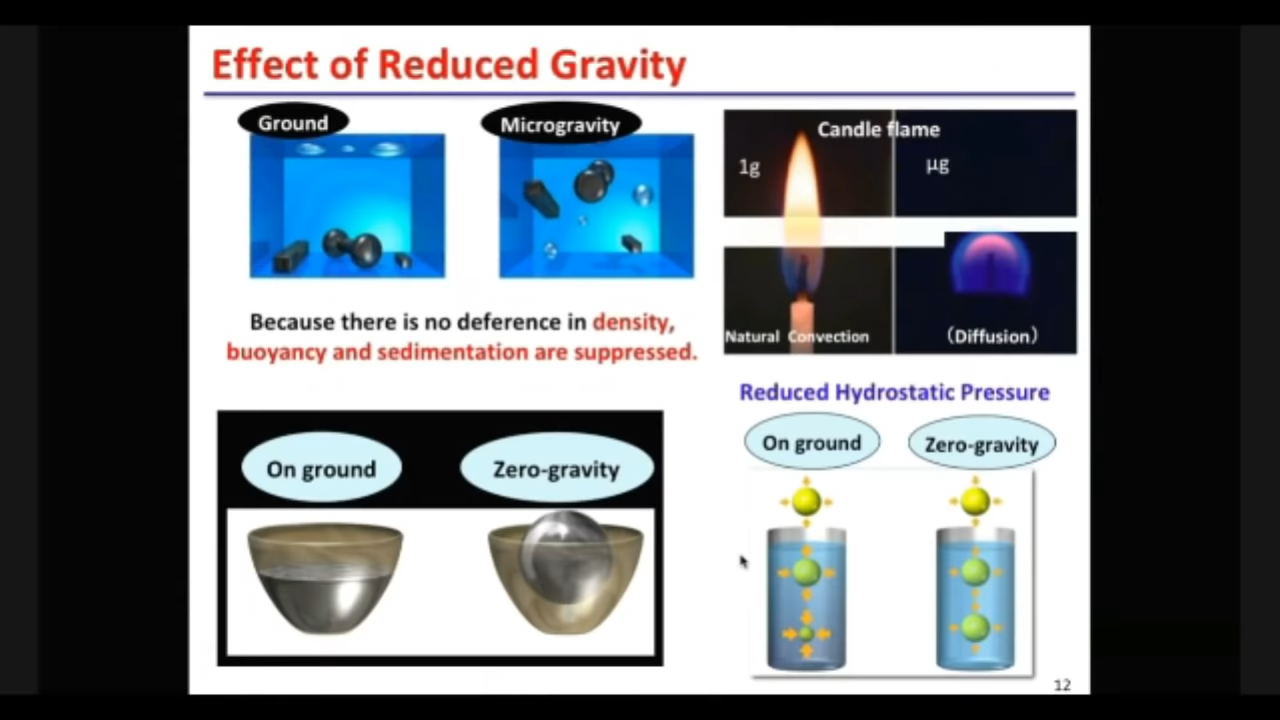 Effect of Reduced Gravity
Ground
Microgravity
Because there is no deference in density,
buoyancy and sedimentation are suppressed.
Candle flame
1g
μg
Natural Convection
(Diffusion)
On ground
Zero-gravity
Reduced Hydrostatic Pressure
On ground
Zero-gravity
12